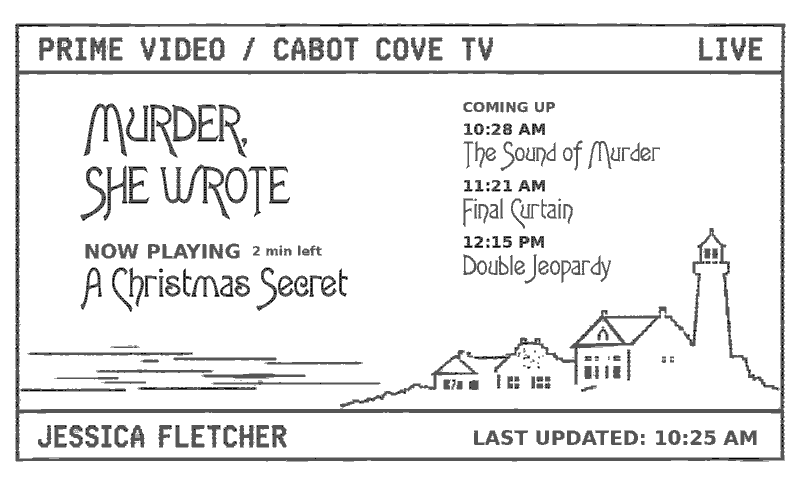 PRIME VIDEO / CABOT COVE TV
LIVE
MURDER,
SHE WROTE
NOW PLAYING 2 min left
A Christmas Secret
COMING UP
10:28 AM
The Sound of Murder
11:21 AM
Final Curtain
12:15 PM
Double Jeopardy
JESSICA FLETCHER
LAST UPDATED: 10:25 AM